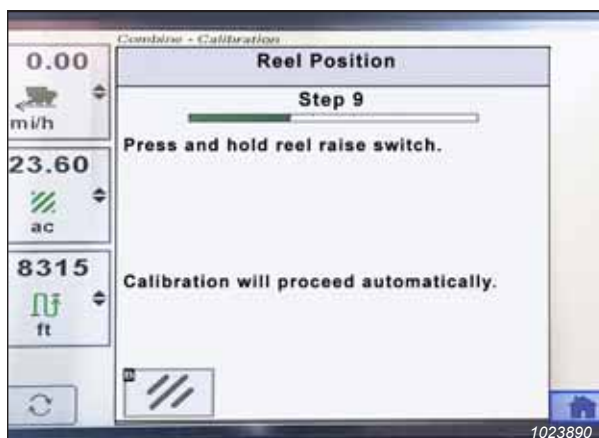 Combine - Calibration
Reel Position
Step 9
Press and hold reel raise switch.
Calibration will proceed automatically.
0.00
mi/h
23.60
ac
8315
ft
1023890